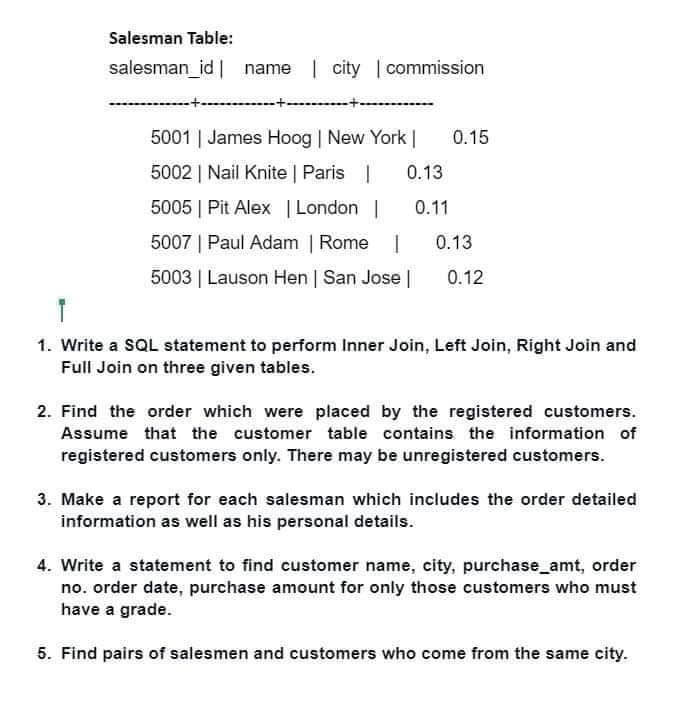 Salesman Table:
salesman_id | name | city | commission
-------------+------------+----------+------------
5001 | James Hoog | New York | 0.15
5002 | Nail Knite | Paris | 0.13
5005 | Pit Alex | London | 0.11
5007 | Paul Adam | Rome | 0.13
5003 | Lauson Hen | San Jose | 0.12
1. Write a SQL statement to perform Inner Join, Left Join, Right Join and
Full Join on three given tables.
2. Find the order which were placed by the registered customers.
Assume that the customer table contains the information of
registered customers only. There may be unregistered customers.
3. Make a report for each salesman which includes the order detailed
information as well as his personal details.
4. Write a statement to find customer name, city, purchase_amt, order
no. order date, purchase amount for only those customers who must
have a grade.
5. Find pairs of salesmen and customers who come from the same city.